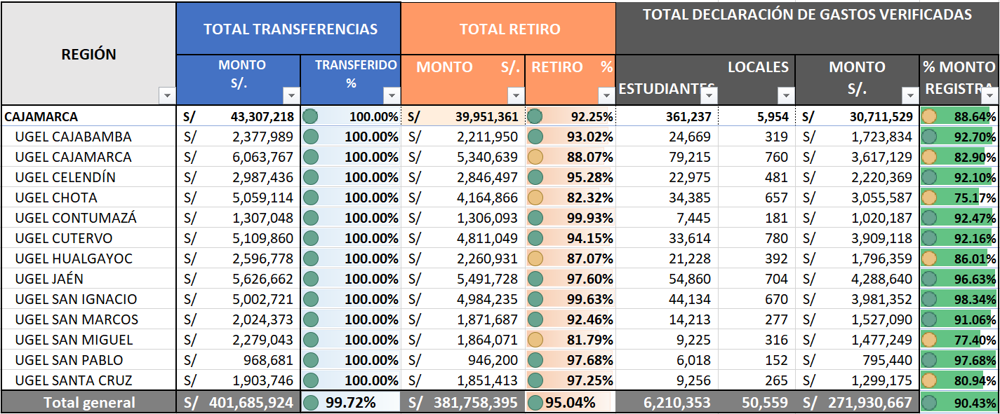 REGIÓN TOTAL TRANSFERENCIAS TOTAL RETIRO TOTAL DECLARACIÓN DE GASTOS VERIFICADAS
MONTO S/. TRANSFERIDO % MONTO S/. RETIRO % ESTUDIANTES LOCALES MONTO S/. % MONTO REGISTRA
CAJAMARCA S/ 43,307,218 100.00% S/ 39,951,361 92.25% 361,237 5,954 S/ 30,711,529 88.64%
UGEL CAJABAMBA S/ 2,377,989 100.00% S/ 2,211,950 93.02% 24,669 319 S/ 1,723,834 92.70%
UGEL CAJAMARCA S/ 6,063,767 100.00% S/ 5,340,639 88.07% 79,215 760 S/ 3,617,129 82.90%
UGEL CELENDÍN S/ 2,987,436 100.00% S/ 2,846,497 95.28% 22,975 481 S/ 2,220,369 92.10%
UGEL CHOTA S/ 5,059,114 100.00% S/ 4,164,866 82.32% 34,385 657 S/ 3,055,587 75.17%
UGEL CONTUMAZÁ S/ 1,307,048 100.00% S/ 1,306,093 99.93% 7,445 181 S/ 1,020,187 92.47%
UGEL CUTERVO S/ 5,109,860 100.00% S/ 4,811,049 94.15% 33,614 780 S/ 3,909,118 92.16%
UGEL HUALGAYOC S/ 2,596,778 100.00% S/ 2,260,931 87.07% 21,228 392 S/ 1,796,359 86.01%
UGEL JAÉN S/ 5,626,662 100.00% S/ 5,491,728 97.60% 54,860 704 S/ 4,288,640 96.63%
UGEL SAN IGNACIO S/ 5,002,721 100.00% S/ 4,984,235 99.63% 44,134 670 S/ 3,981,352 98.34%
UGEL SAN MARCOS S/ 2,024,373 100.00% S/ 1,871,687 92.46% 14,213 277 S/ 1,527,090 91.06%
UGEL SAN MIGUEL S/ 2,279,043 100.00% S/ 1,864,071 81.79% 9,225 316 S/ 1,477,249 77.40%
UGEL SAN PABLO S/ 968,681 100.00% S/ 946,200 97.68% 6,018 152 S/ 795,440 97.68%
UGEL SANTA CRUZ S/ 1,903,746 100.00% S/ 1,851,413 97.25% 9,256 265 S/ 1,299,175 80.94%
Total general S/ 401,685,924 99.72% S/ 381,758,395 95.04% 6,210,353 50,559 S/ 271,930,667 90.43%